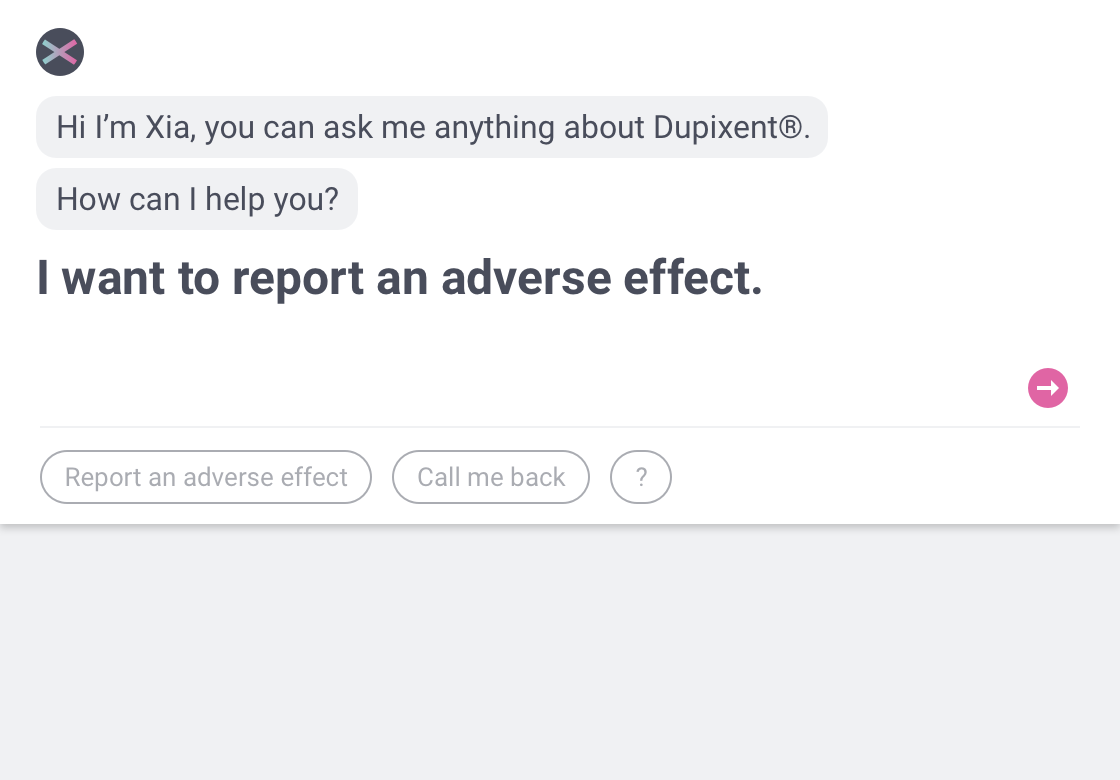 Hi I’m Xia, you can ask me anything about Dupixent®.
How can I help you?
I want to report an adverse effect.
Report an adverse effect
Call me back
?